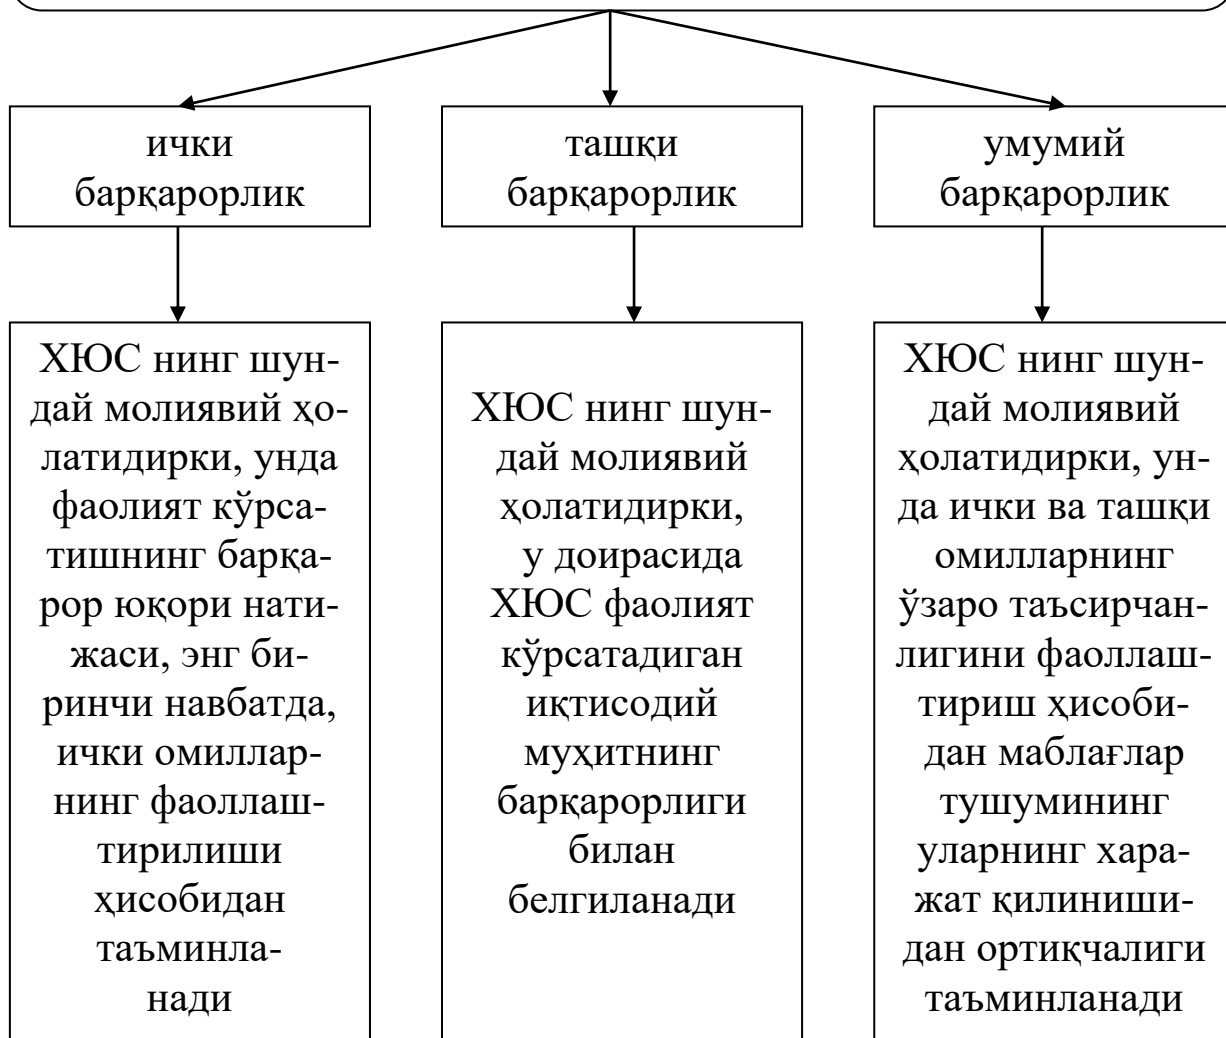 ички
барқарорлик
ташқи
барқарорлик
умумий
барқарорлик
ХЮС нинг шун-
дай молиявий ҳо-
латидирки, унда
фаолият кўрса-
тишнинг барқа-
рор юқори нати-
жаси, энг би-
ринчи навбатда,
ички омиллар-
нинг фаоллаш-
тирилиши
ҳисобидан
таъминла-
нади
ХЮС нинг шун-
дай молиявий
ҳолатидирки,
у доирасида
ХЮС фаолият
кўрсатадиган
иқтисодий
муҳитнинг
барқарорлиги
билан
белгиланади
ХЮС нинг шун-
дай молиявий
ҳолатидирки, ун-
да ички ва ташқи
омилларнинг
ўзаро таъсирчан-
лигини фаоллаш-
тириш ҳисоби-
дан маблағлар
тушумининг
уларнинг хара-
жат қилиниши-
дан ортиқчалиги
таъминланади